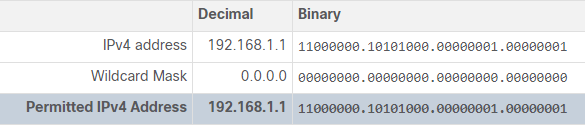 Decimal Binary
IPv4 address 192.168.1.1 11000000.10101000.00000001.00000001
Wildcard Mask 0.0.0.0 00000000.00000000.00000000.00000000
Permitted IPv4 Address 192.168.1.1 11000000.10101000.00000001.00000001